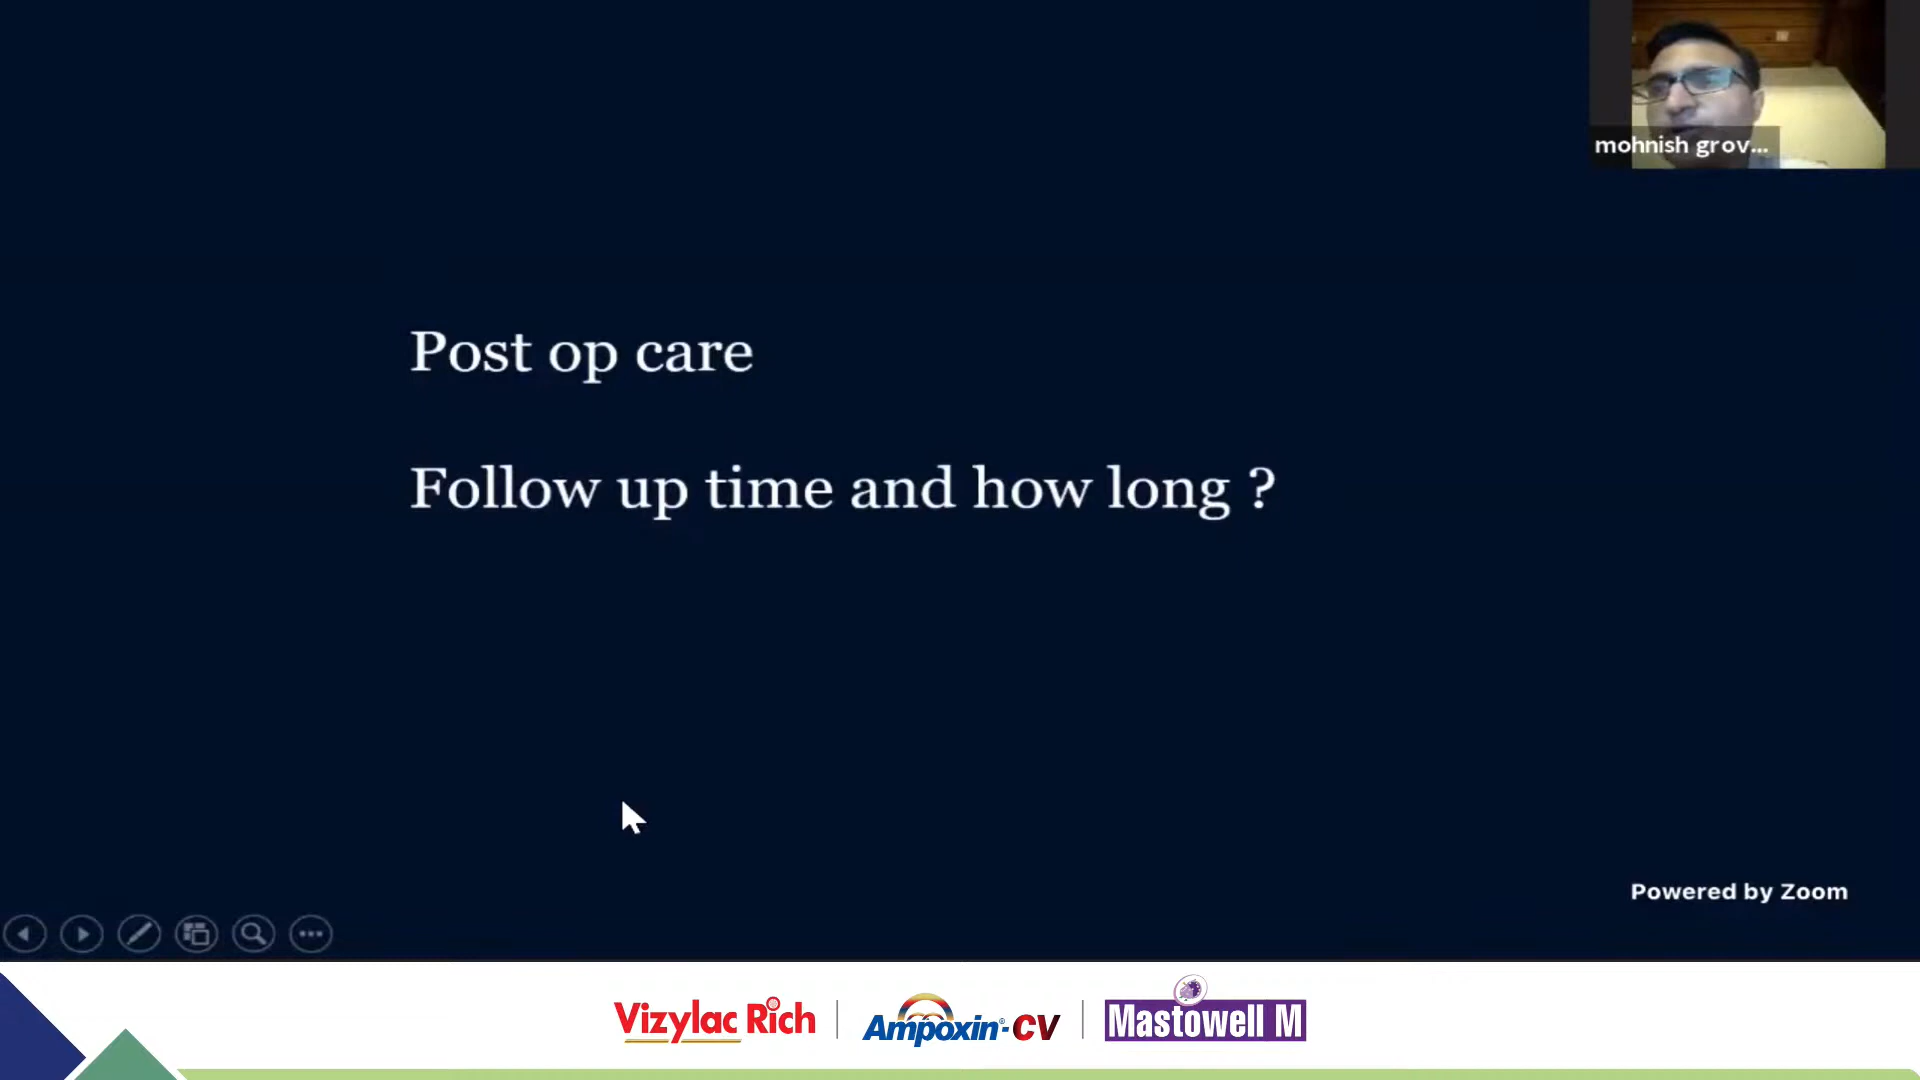 mohnish grov...
Post op care
Follow up time and how long ?
Powered by Zoom
Vizylac Rich
Ampoxin®-CV
Mastowell M